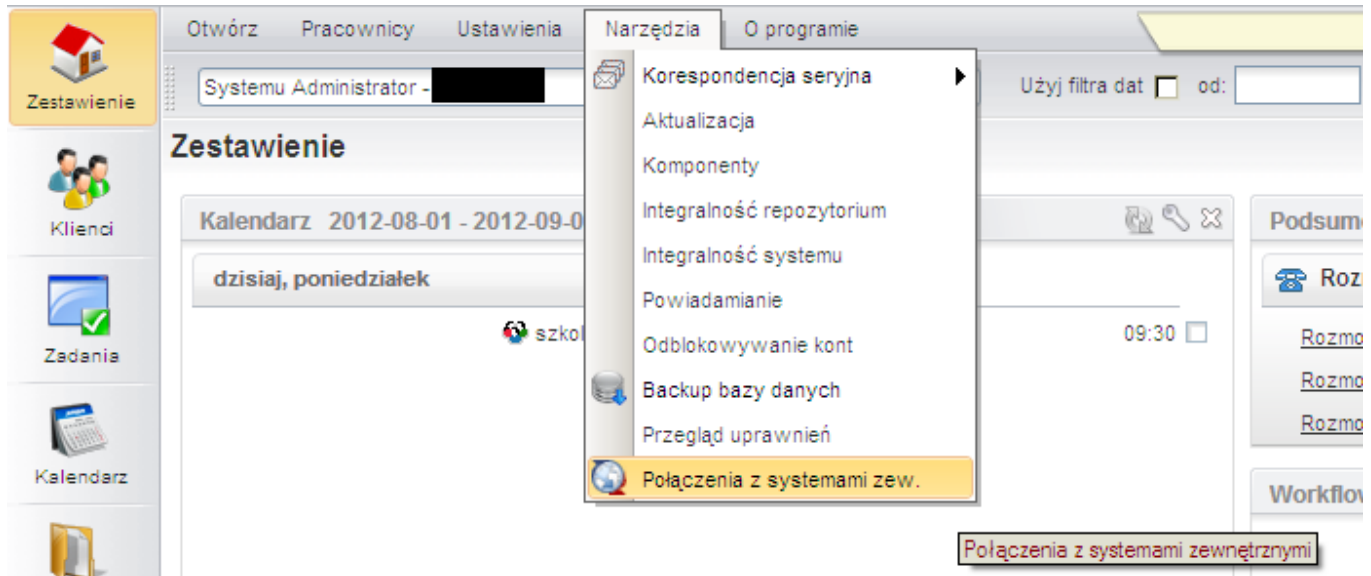 Otwórz Pracownicy Ustawienia Narzędzia O programie
Zestawienie
Systemu Administrator -
Korespondencja seryjna
Użyj filtra dat od:
Aktualizacja
Zestawienie
Komponenty
Klienci
Kalendarz 2012-08-01 - 2012-09-0
Integralność repozytorium
Podsum
dzisiaj, poniedziałek
Integralność systemu
Roz
Powiadamianie
szkol
09:30
Rozmo
Zadania
Odblokowywanie kont
Backup bazy danych
Rozmo
Przegląd uprawnień
Rozmo
Kalendarz
Połączenia z systemami zew.
Workflow
Połączenia z systemami zewnętrznymi